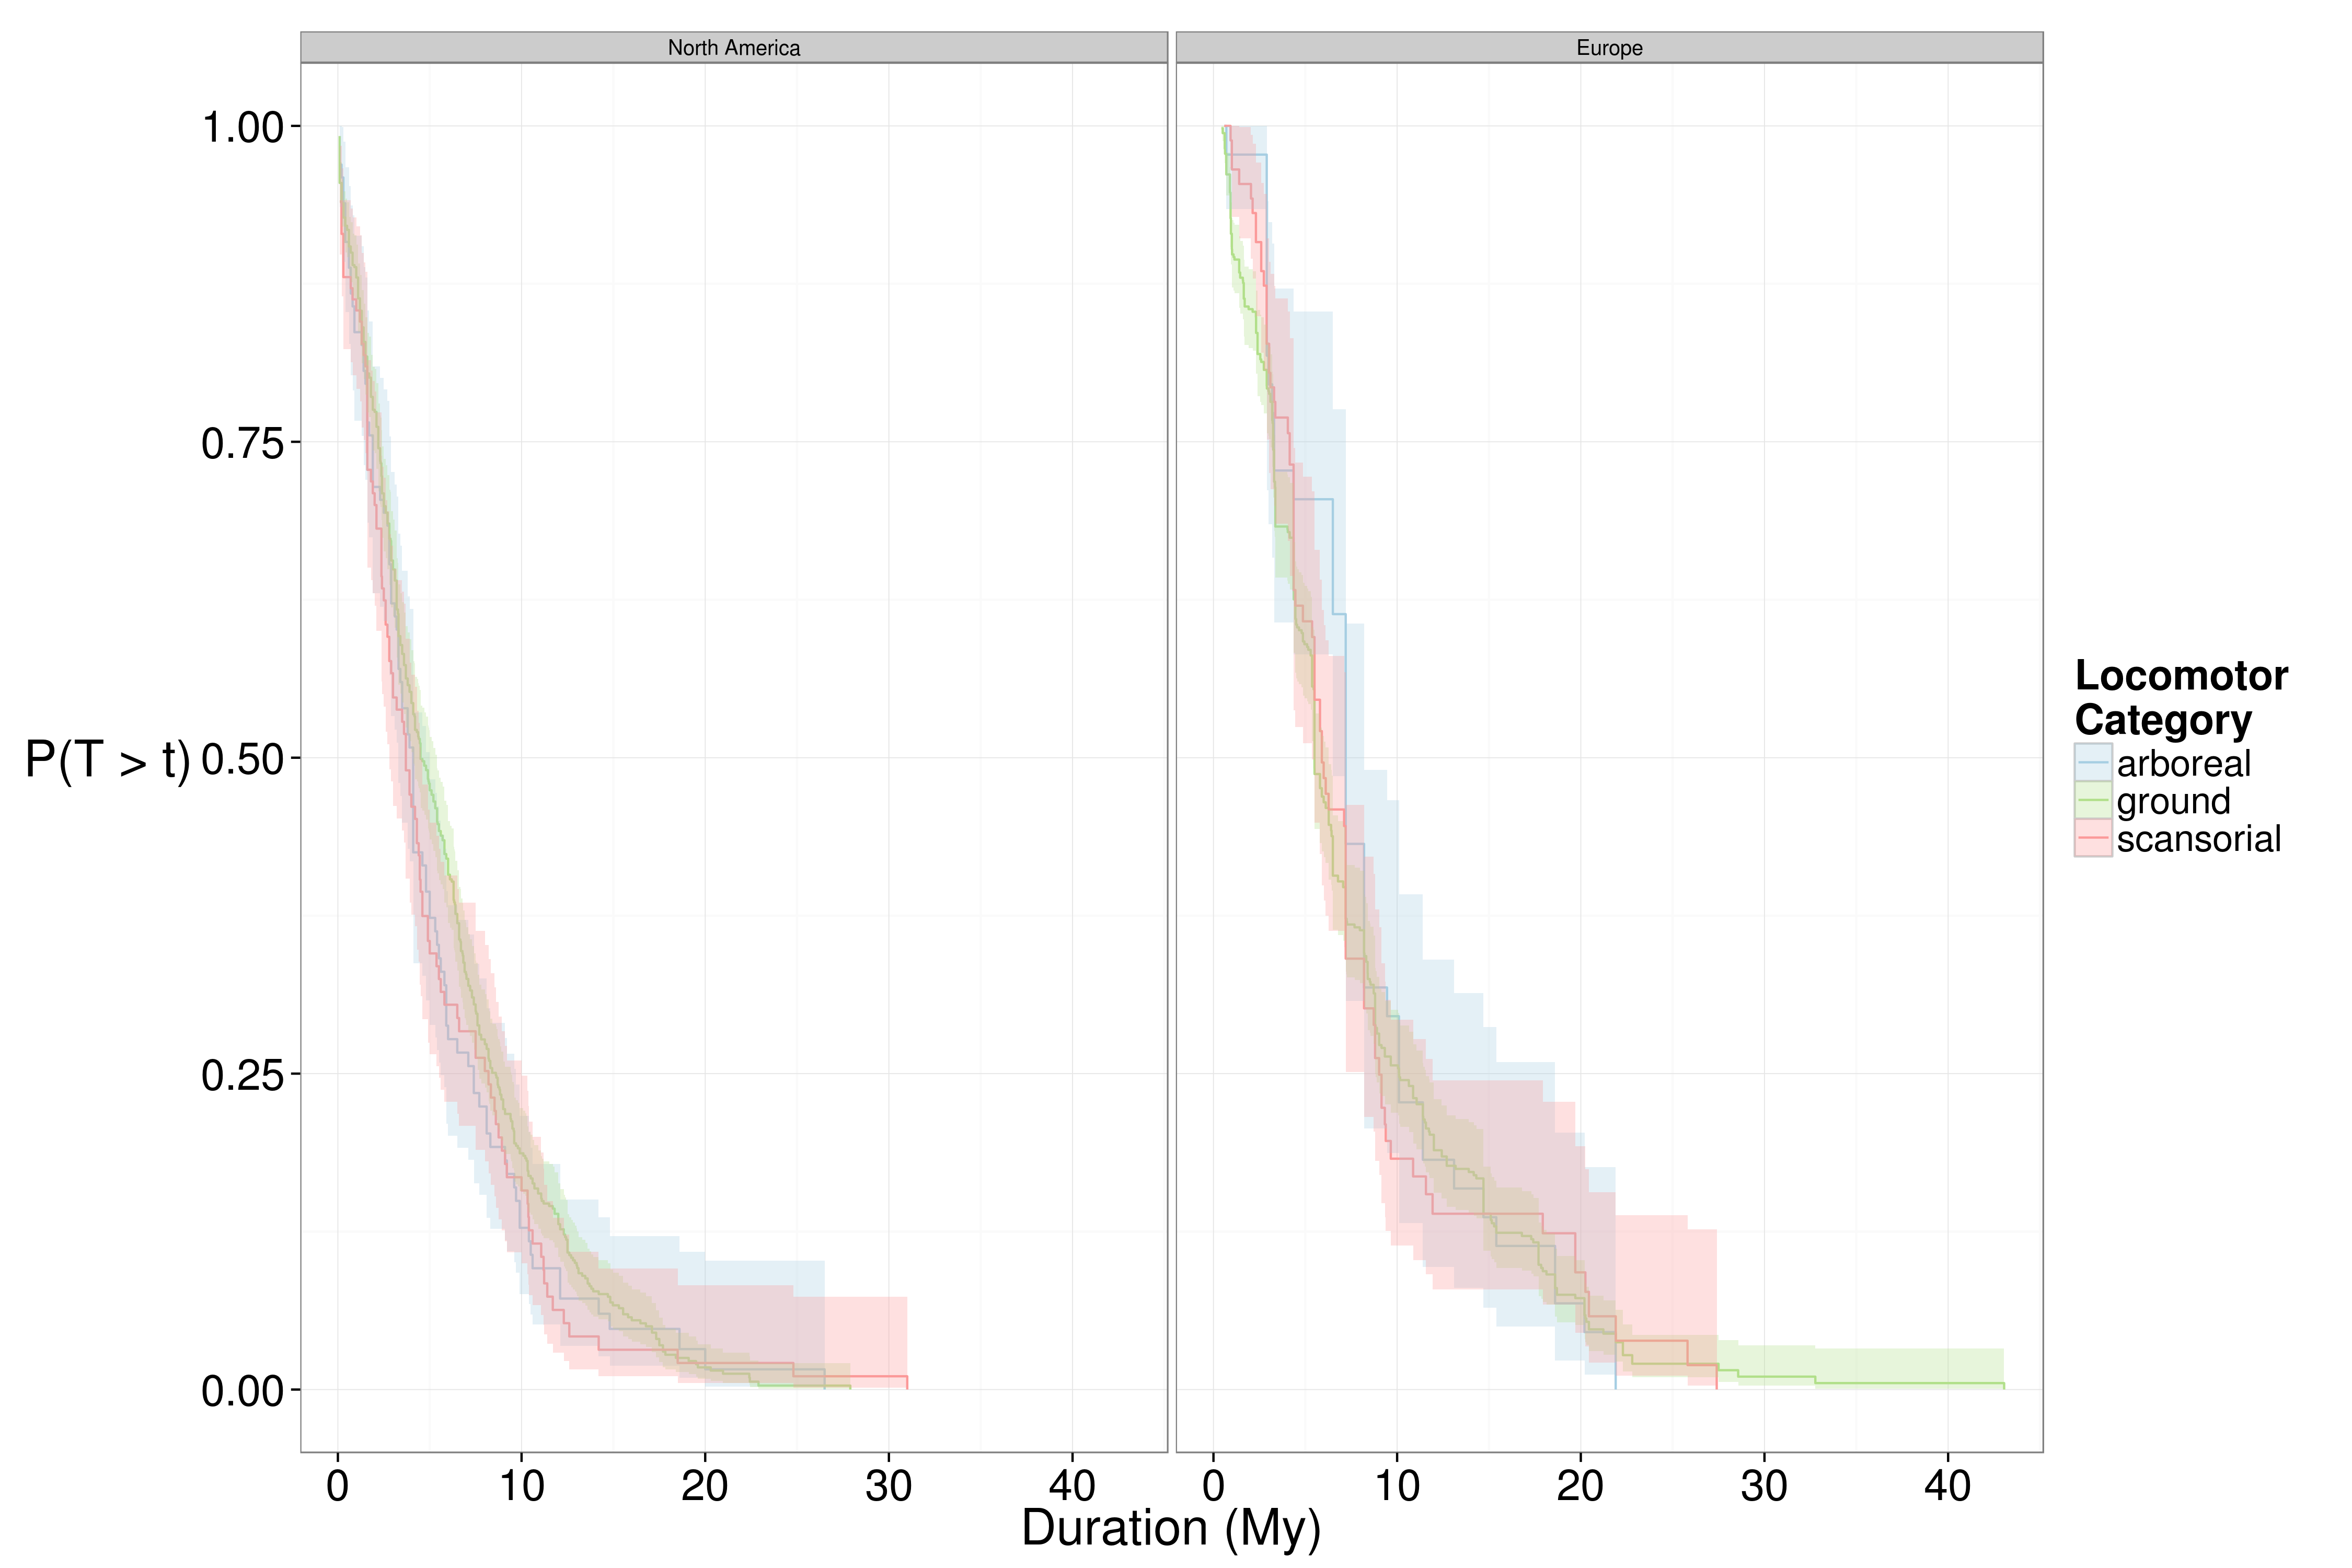 North America
Europe
1.00
0.75
0.50
0.25
0.00
P(T > t)
0 10 20 30 40
0 10 20 30 40
Duration (My)
Locomotor
Category
arboreal
ground
scansorial